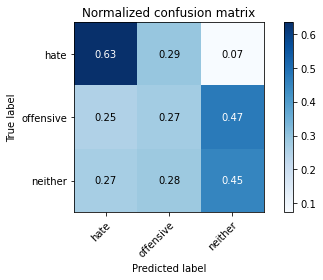 Normalized confusion matrix
True label
hate 0.63 0.29 0.07
offensive 0.25 0.27 0.47
neither 0.27 0.28 0.45
hate offensive neither
Predicted label
0.6
0.5
0.4
0.3
0.2
0.1